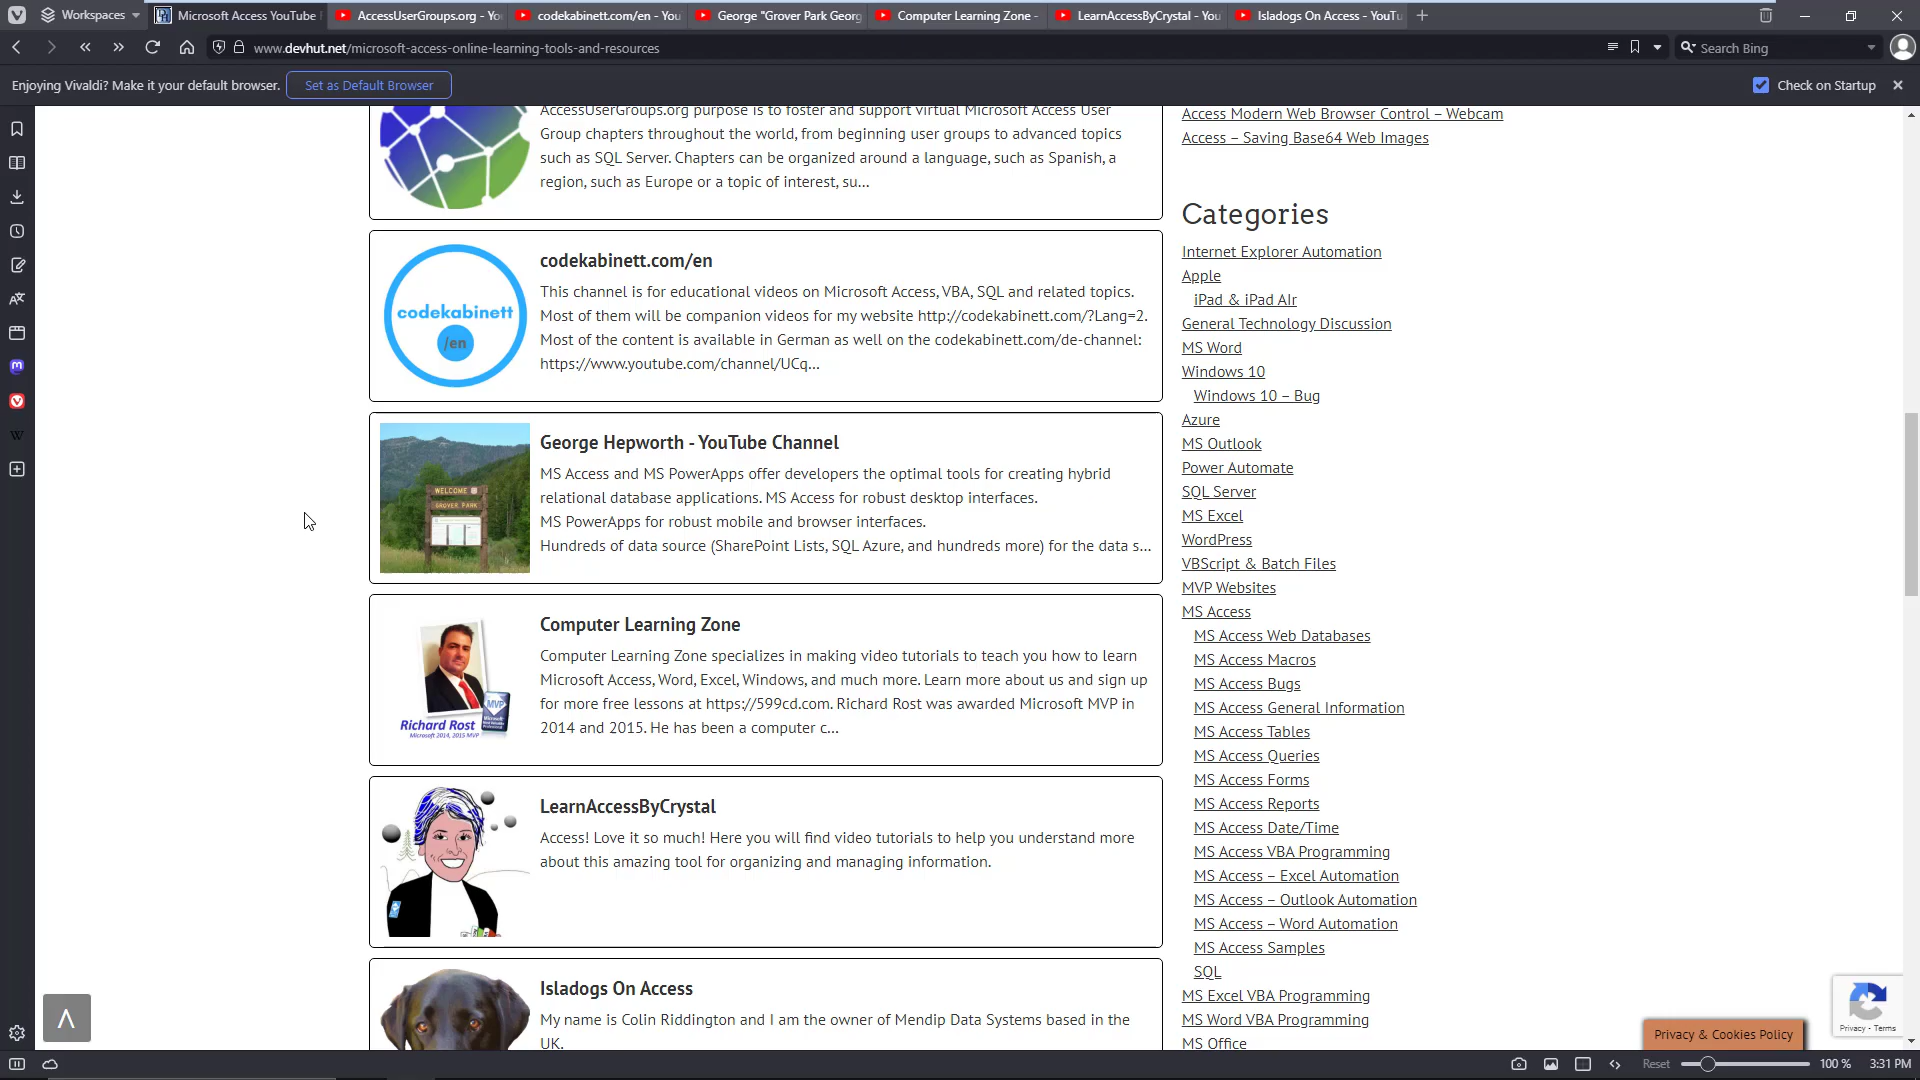 Workspaces
Microsoft Access YouTube
AccessUserGroups.org - Yo
codekabinett.com/en - You
George "Grover Park Georg
Computer Learning Zone -
LearnAccessByCrystal - You
Isladogs On Access - YouTu
www.devhut.net/microsoft-access-online-learning-tools-and-resources
Search Bing
Enjoying Vivaldi? Make it your default browser.
Set as Default Browser
Check on Startup
AccessUserGroups.org purpose is to foster and support virtual Microsoft Access User
Group chapters throughout the world, from beginning user groups to advanced topics
such as SQL Server. Chapters can be organized around a language, such as Spanish, a
region, such as Europe or a topic of interest, su...
codekabinett
/en
codekabinett.com/en
This channel is for educational videos on Microsoft Access, VBA, SQL and related topics.
Most of them will be companion videos for my website http://codekabinett.com/?Lang=2.
Most of the content is available in German as well on the codekabinett.com/de-channel:
https://www.youtube.com/channel/UCq...
WELCOME
GROVER PARK
George Hepworth - YouTube Channel
MS Access and MS PowerApps offer developers the optimal tools for creating hybrid
relational database applications. MS Access for robust desktop interfaces.
MS PowerApps for robust mobile and browser interfaces.
Hundreds of data source (SharePoint Lists, SQL Azure, and hundreds more) for the data s...
MVP
Richard Rost
Microsoft 2014, 2015 MVP
Computer Learning Zone
Computer Learning Zone specializes in making video tutorials to teach you how to learn
Microsoft Access, Word, Excel, Windows, and much more. Learn more about us and sign up
for more free lessons at https://599cd.com. Richard Rost was awarded Microsoft MVP in
2014 and 2015. He has been a computer c...
LearnAccessByCrystal
Access! Love it so much! Here you will find video tutorials to help you understand more
about this amazing tool for organizing and managing information.
Isladogs On Access
My name is Colin Riddington and I am the owner of Mendip Data Systems based in the
UK.
Access Modern Web Browser Control – Webcam
Access – Saving Base64 Web Images
Categories
Internet Explorer Automation
Apple
iPad & iPad AIr
General Technology Discussion
MS Word
Windows 10
Windows 10 – Bug
Azure
MS Outlook
Power Automate
SQL Server
MS Excel
WordPress
VBScript & Batch Files
MVP Websites
MS Access
MS Access Web Databases
MS Access Macros
MS Access Bugs
MS Access General Information
MS Access Tables
MS Access Queries
MS Access Forms
MS Access Reports
MS Access Date/Time
MS Access VBA Programming
MS Access – Excel Automation
MS Access – Outlook Automation
MS Access – Word Automation
MS Access Samples
SQL
MS Excel VBA Programming
MS Word VBA Programming
MS Office
Privacy - Terms
Privacy & Cookies Policy
Reset
100 %
3:31 PM